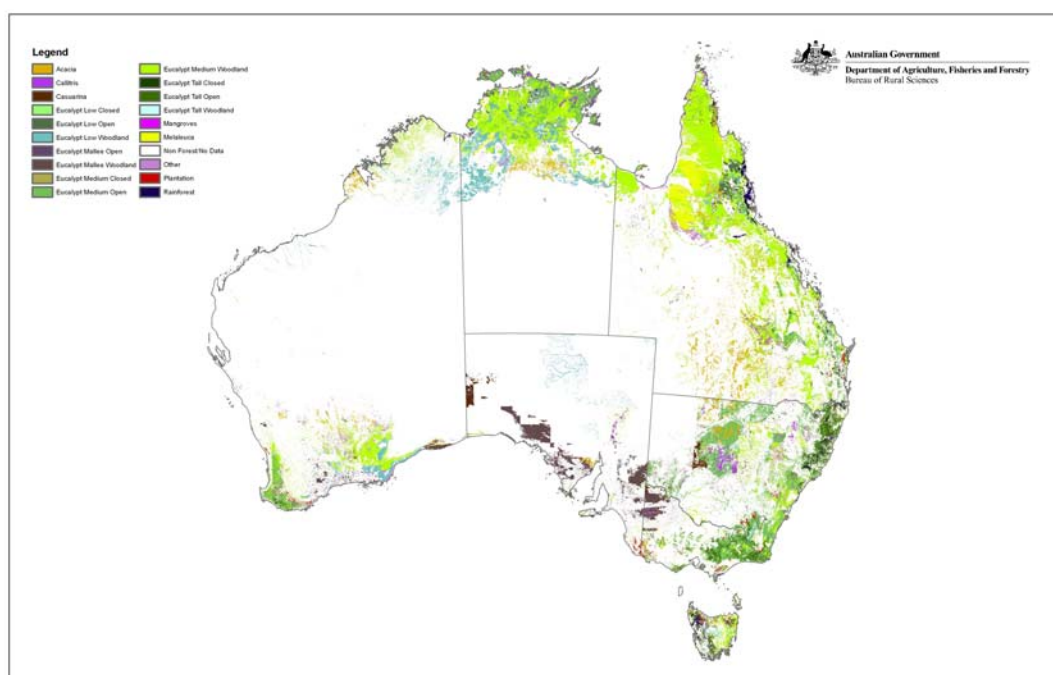 Legend
Acacia
Callitris
Casuarina
Eucalypt Low Closed
Eucalypt Low Open
Eucalypt Low Woodland
Eucalypt Mallee Open
Eucalypt Mallee Woodland
Eucalypt Medium Closed
Eucalypt Medium Open
Eucalypt Medium Woodland
Eucalypt Tall Closed
Eucalypt Tall Open
Eucalypt Tall Woodland
Mangroves
Melaleuca
Non Forest/No Data
Other
Plantation
Rainforest
Australian Government
Department of Agriculture, Fisheries and Forestry
Bureau of Rural Sciences